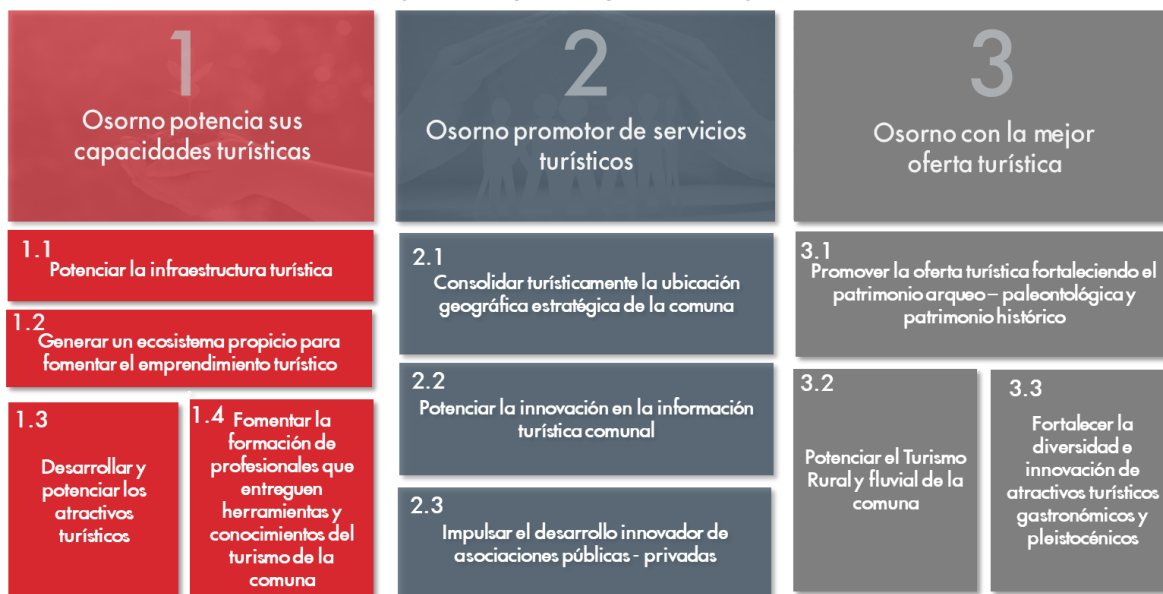 1
Osorno potencia sus
capacidades turísticas
1.1
Potenciar la infraestructura turística
1.2
Generar un ecosistema propicio para
fomentar el emprendimiento turístico
1.3
Desarrollar y
potenciar los
atractivos
turísticos
1.4
Fomentar la
formación de
profesionales que
entreguen
herramientas y
conocimientos del
turismo de la
comuna
2
Osorno promotor de servicios
turísticos
2.1
Consolidar turísticamente la ubicación
geográfica estratégica de la comuna
2.2
Potenciar la innovación en la información
turística comunal
2.3
Impulsar el desarrollo innovador de
asociaciones públicas - privadas
3
Osorno con la mejor
oferta turística
3.1
Promover la oferta turística fortaleciendo el
patrimonio arqueo – paleontológica y
patrimonio histórico
3.2
Potenciar el Turismo
Rural y fluvial de la
comuna
3.3
Fortalecer la
diversidad e
innovación de
atractivos turísticos
gastronómicos y
pleistocénicos